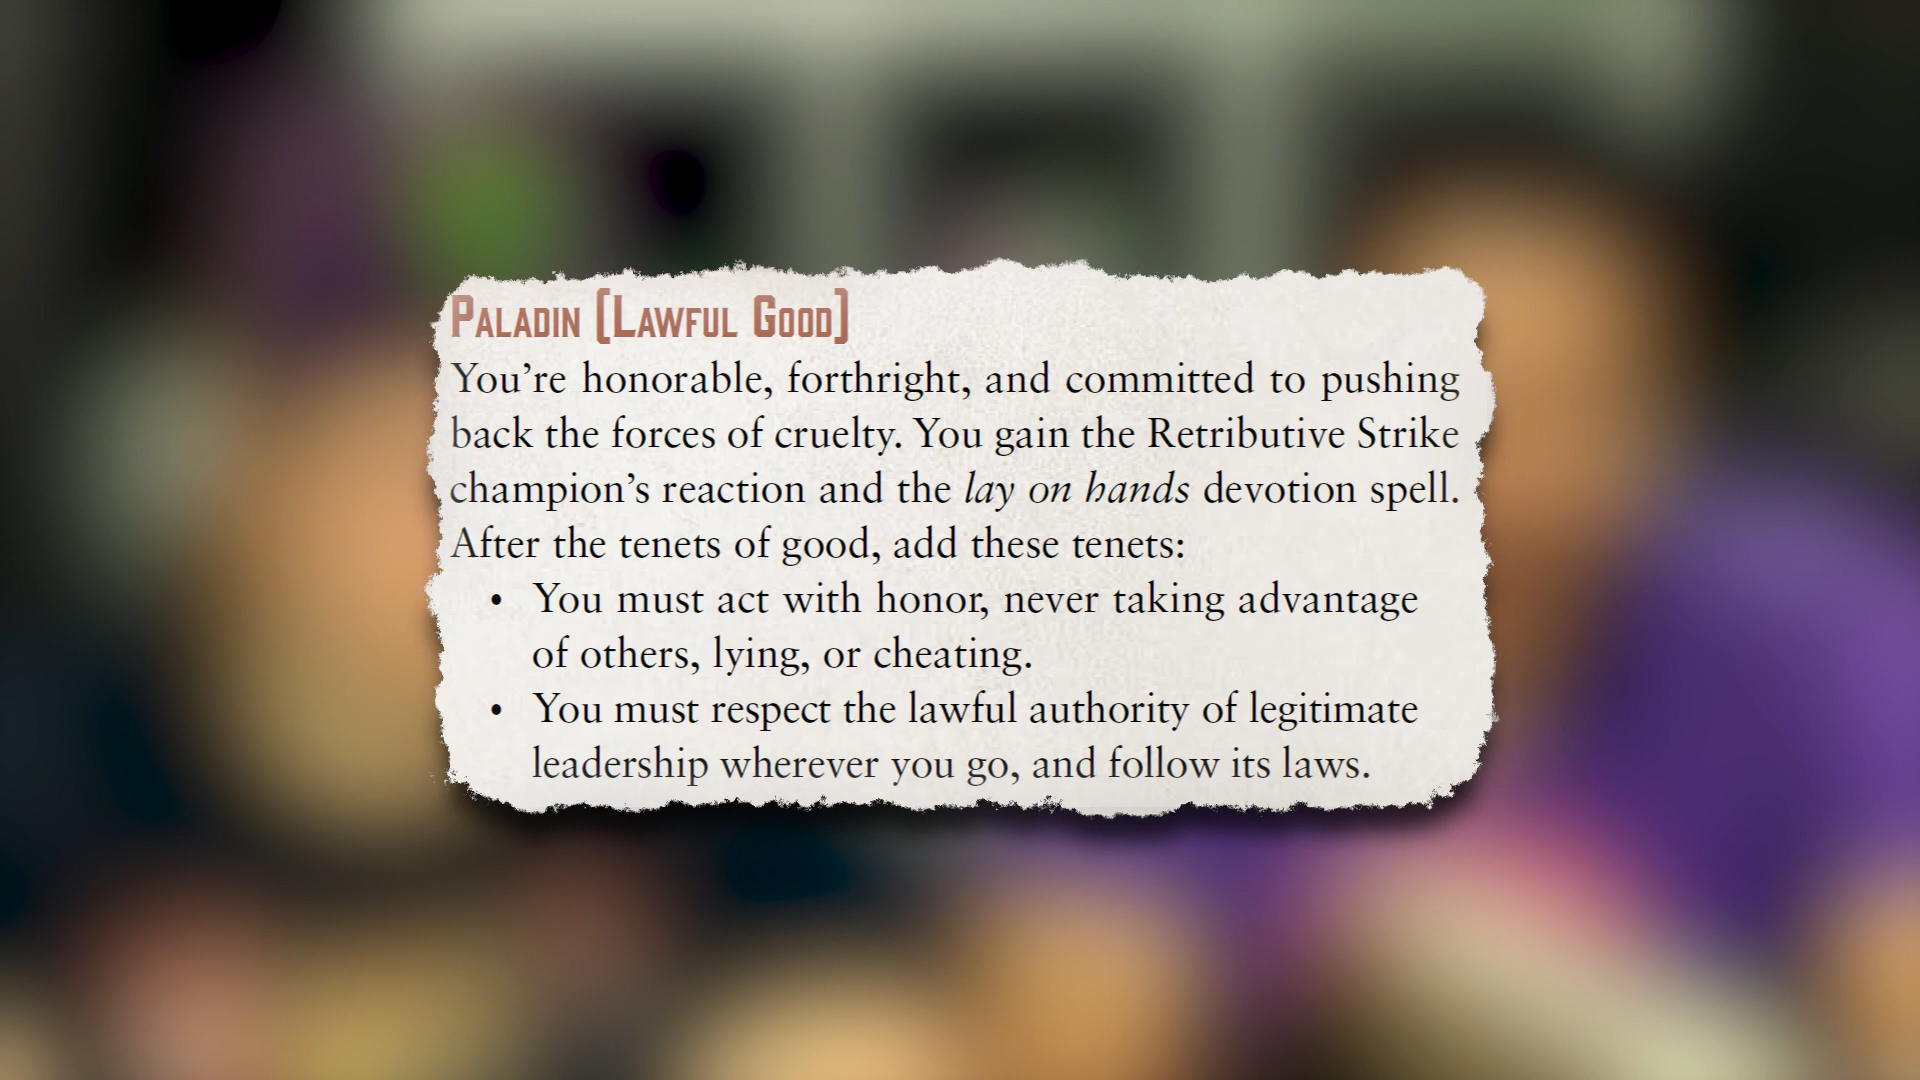 Paladin [Lawful Good]
You're honorable, forthright, and committed to pushing
back the forces of cruelty. You gain the Retributive Strike
champion's reaction and the lay on hands devotion spell.
After the tenets of good, add these tenets:
• You must act with honor, never taking advantage
of others, lying, or cheating.
• You must respect the lawful authority of legitimate
leadership wherever you go, and follow its laws.